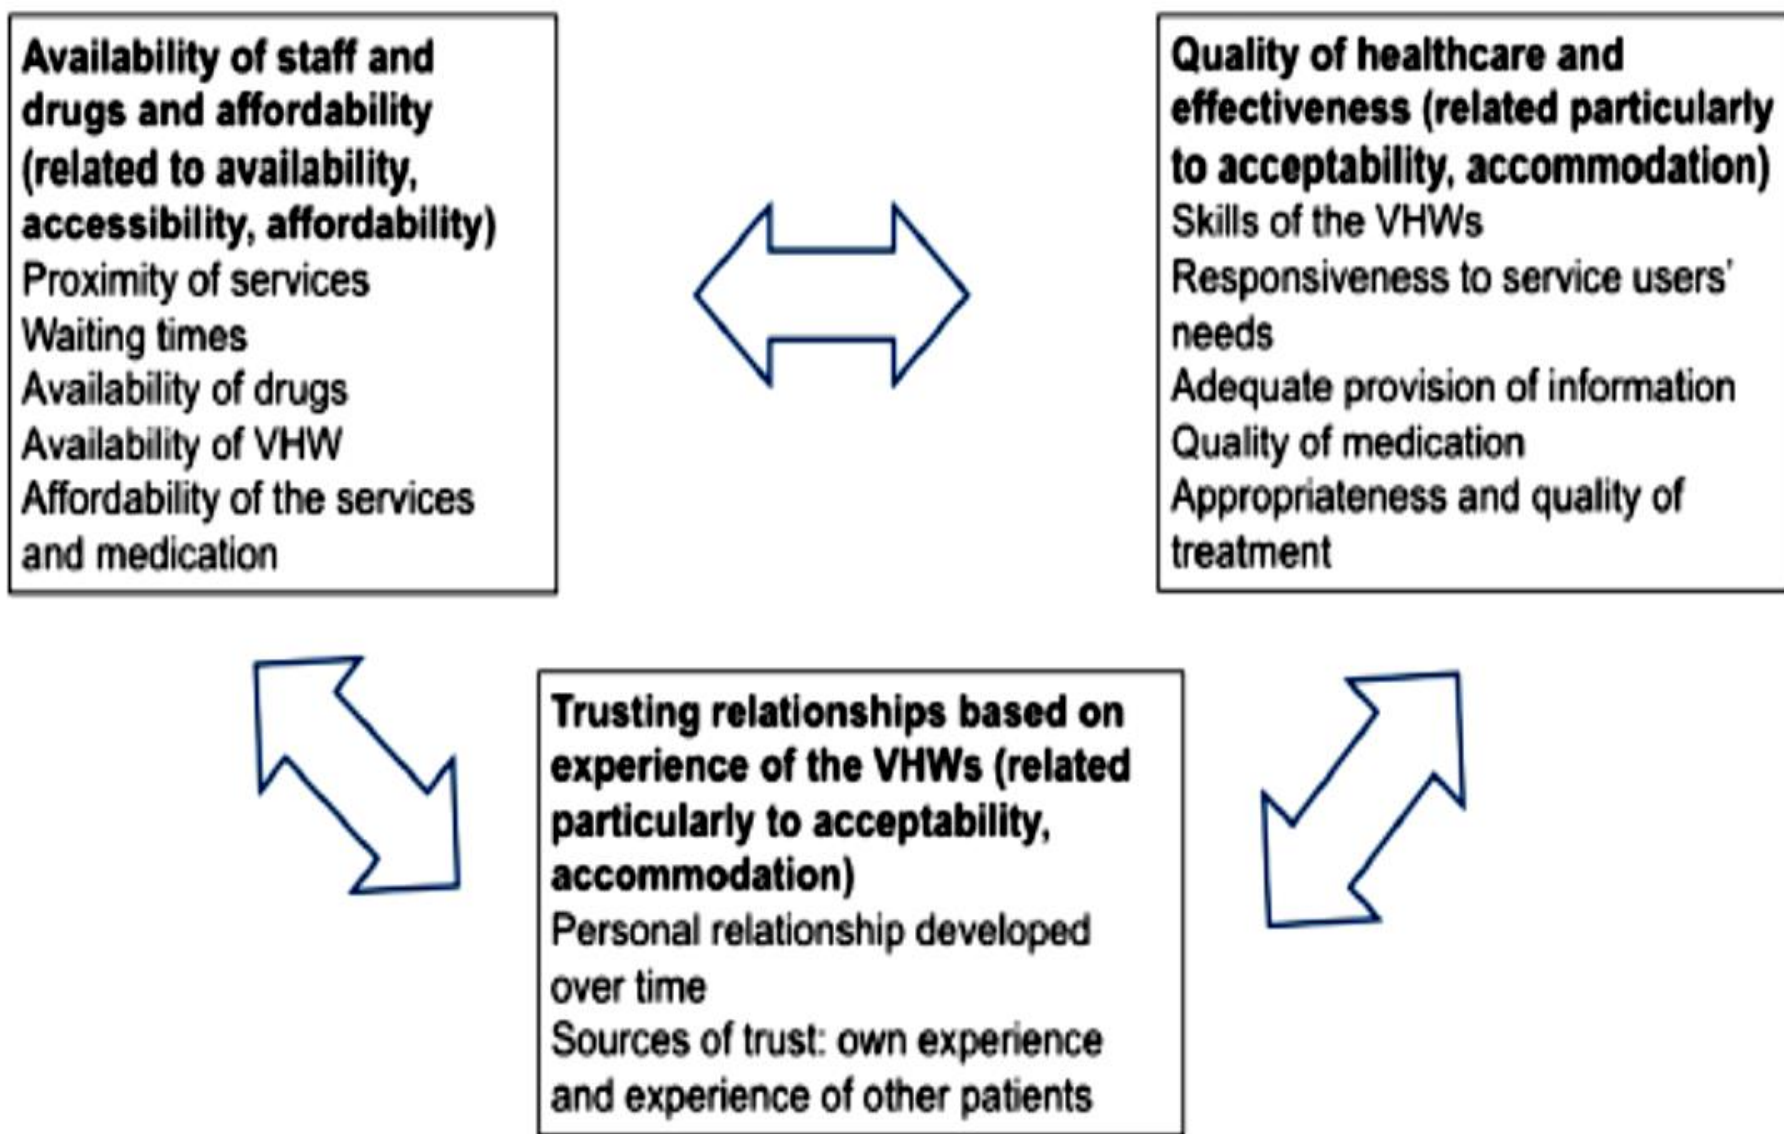 Availability of staff and
drugs and affordability
(related to availability,
accessibility, affordability)
Proximity of services
Waiting times
Availability of drugs
Availability of VHW
Affordability of the services
and medication
Quality of healthcare and
effectiveness (related particularly
to acceptability, accommodation)
Skills of the VHWs
Responsiveness to service users'
needs
Adequate provision of information
Quality of medication
Appropriateness and quality of
treatment
Trusting relationships based on
experience of the VHWs (related
particularly to acceptability,
accommodation)
Personal relationship developed
over time
Sources of trust: own experience
and experience of other patients